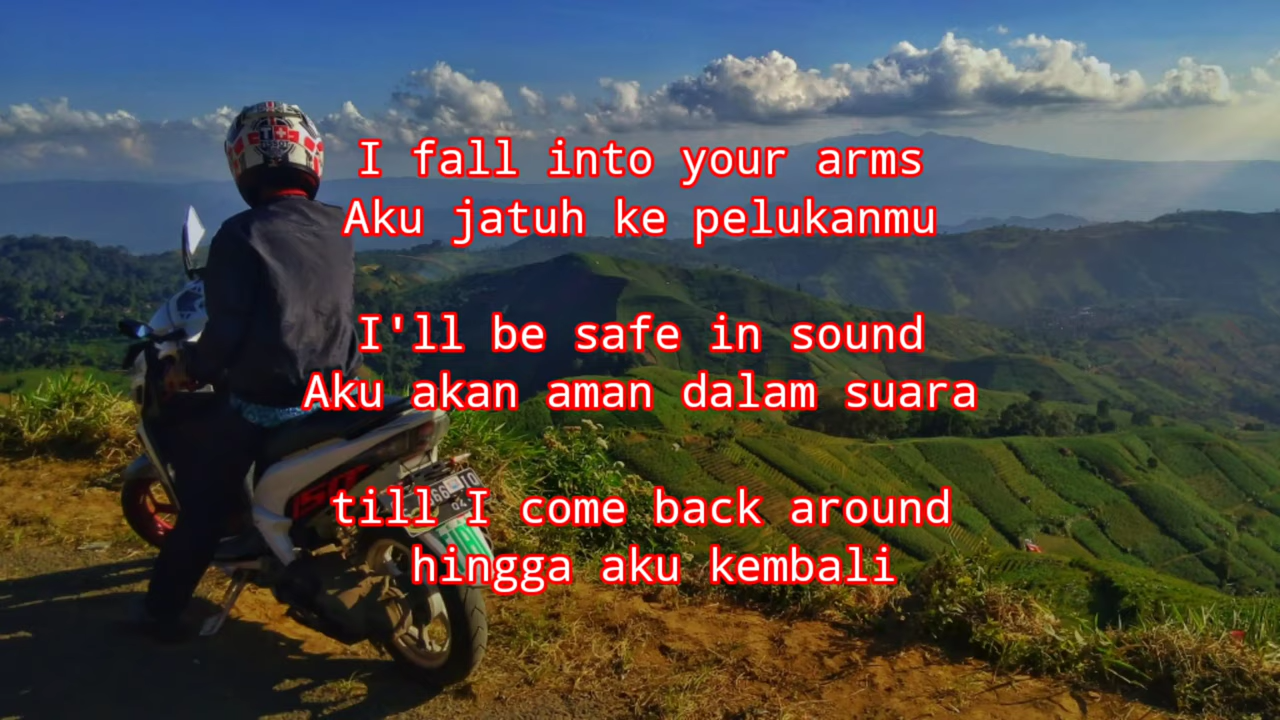 I fall into your arms
Aku jatuh ke pelukanmu
I'll be safe in sound
Aku akan aman dalam suara
till I come back around
hingga aku kembali